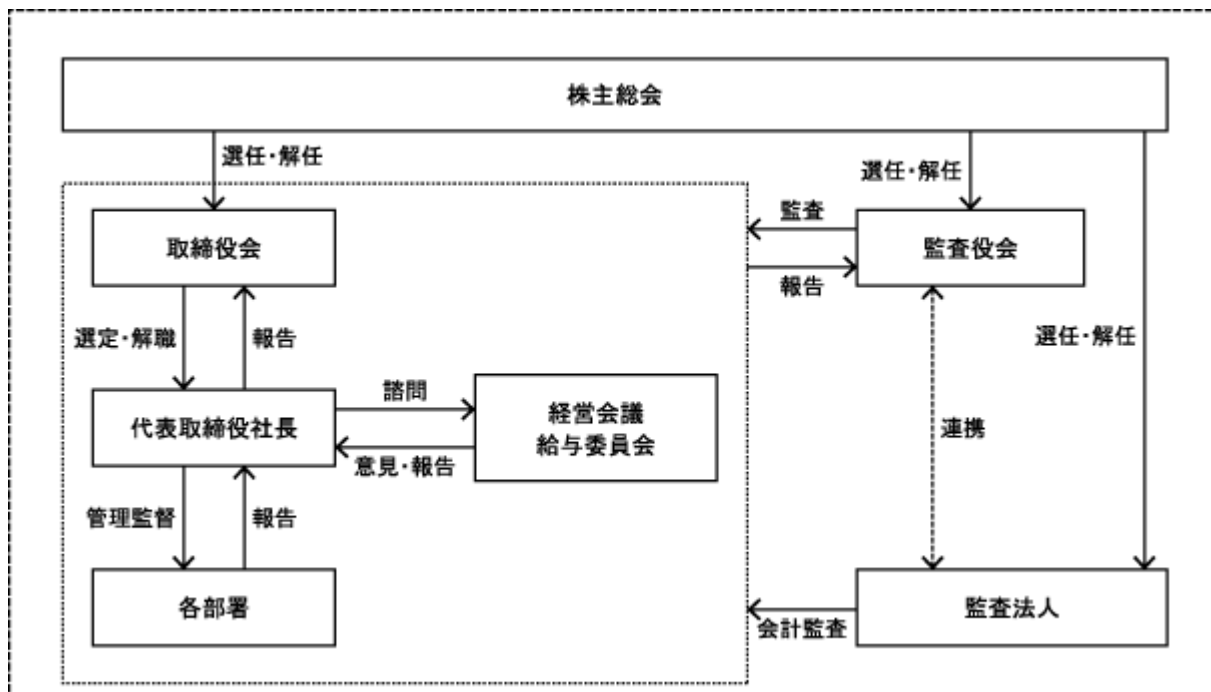 株主総会
選任・解任
選任・解任
監査
取締役会
監査役会
報告
選定・解職
報告
選任・解任
諮問
経営会議
給与委員会
代表取締役社長
連携
意見・報告
管理監督
報告
各部署
監査法人
会計監査